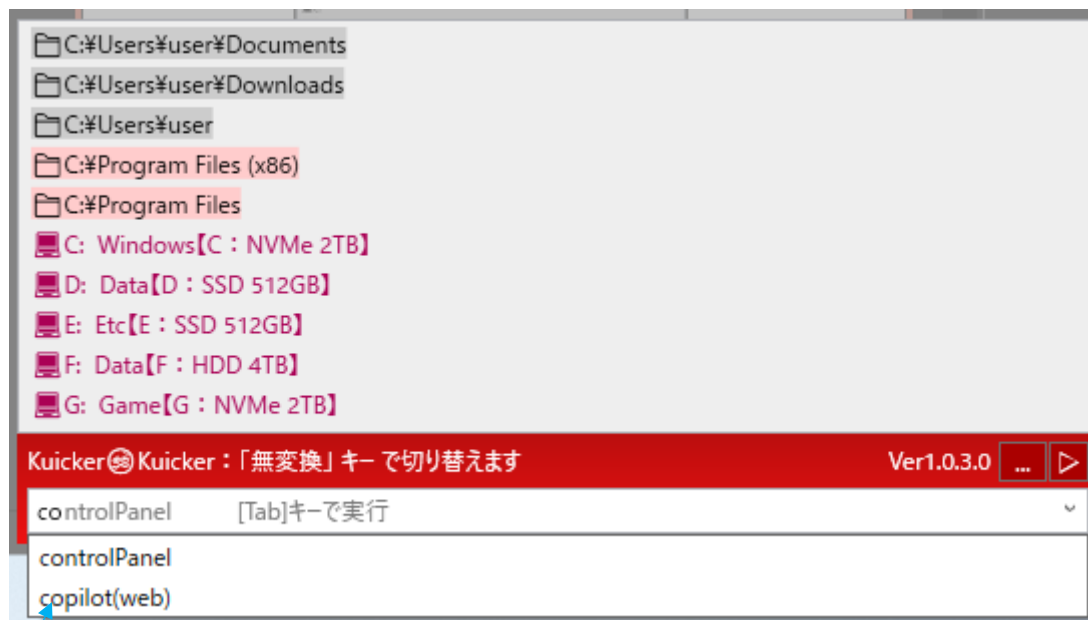 C:¥Users¥user¥Documents
C:¥Users¥user¥Downloads
C:¥Users¥user
C:¥Program Files (x86)
C:¥Program Files
C: Windows【C：NVMe 2TB】
D: Data【D：SSD 512GB】
E: Etc【E：SSD 512GB】
F: Data【F：HDD 4TB】
G: Game【G：NVMe 2TB】
Kuicker Kuicker：「無変換」キーで切り替えます Ver1.0.3.0 ...
controlPanel [Tab]キーで実行
controlPanel
copilot(web)